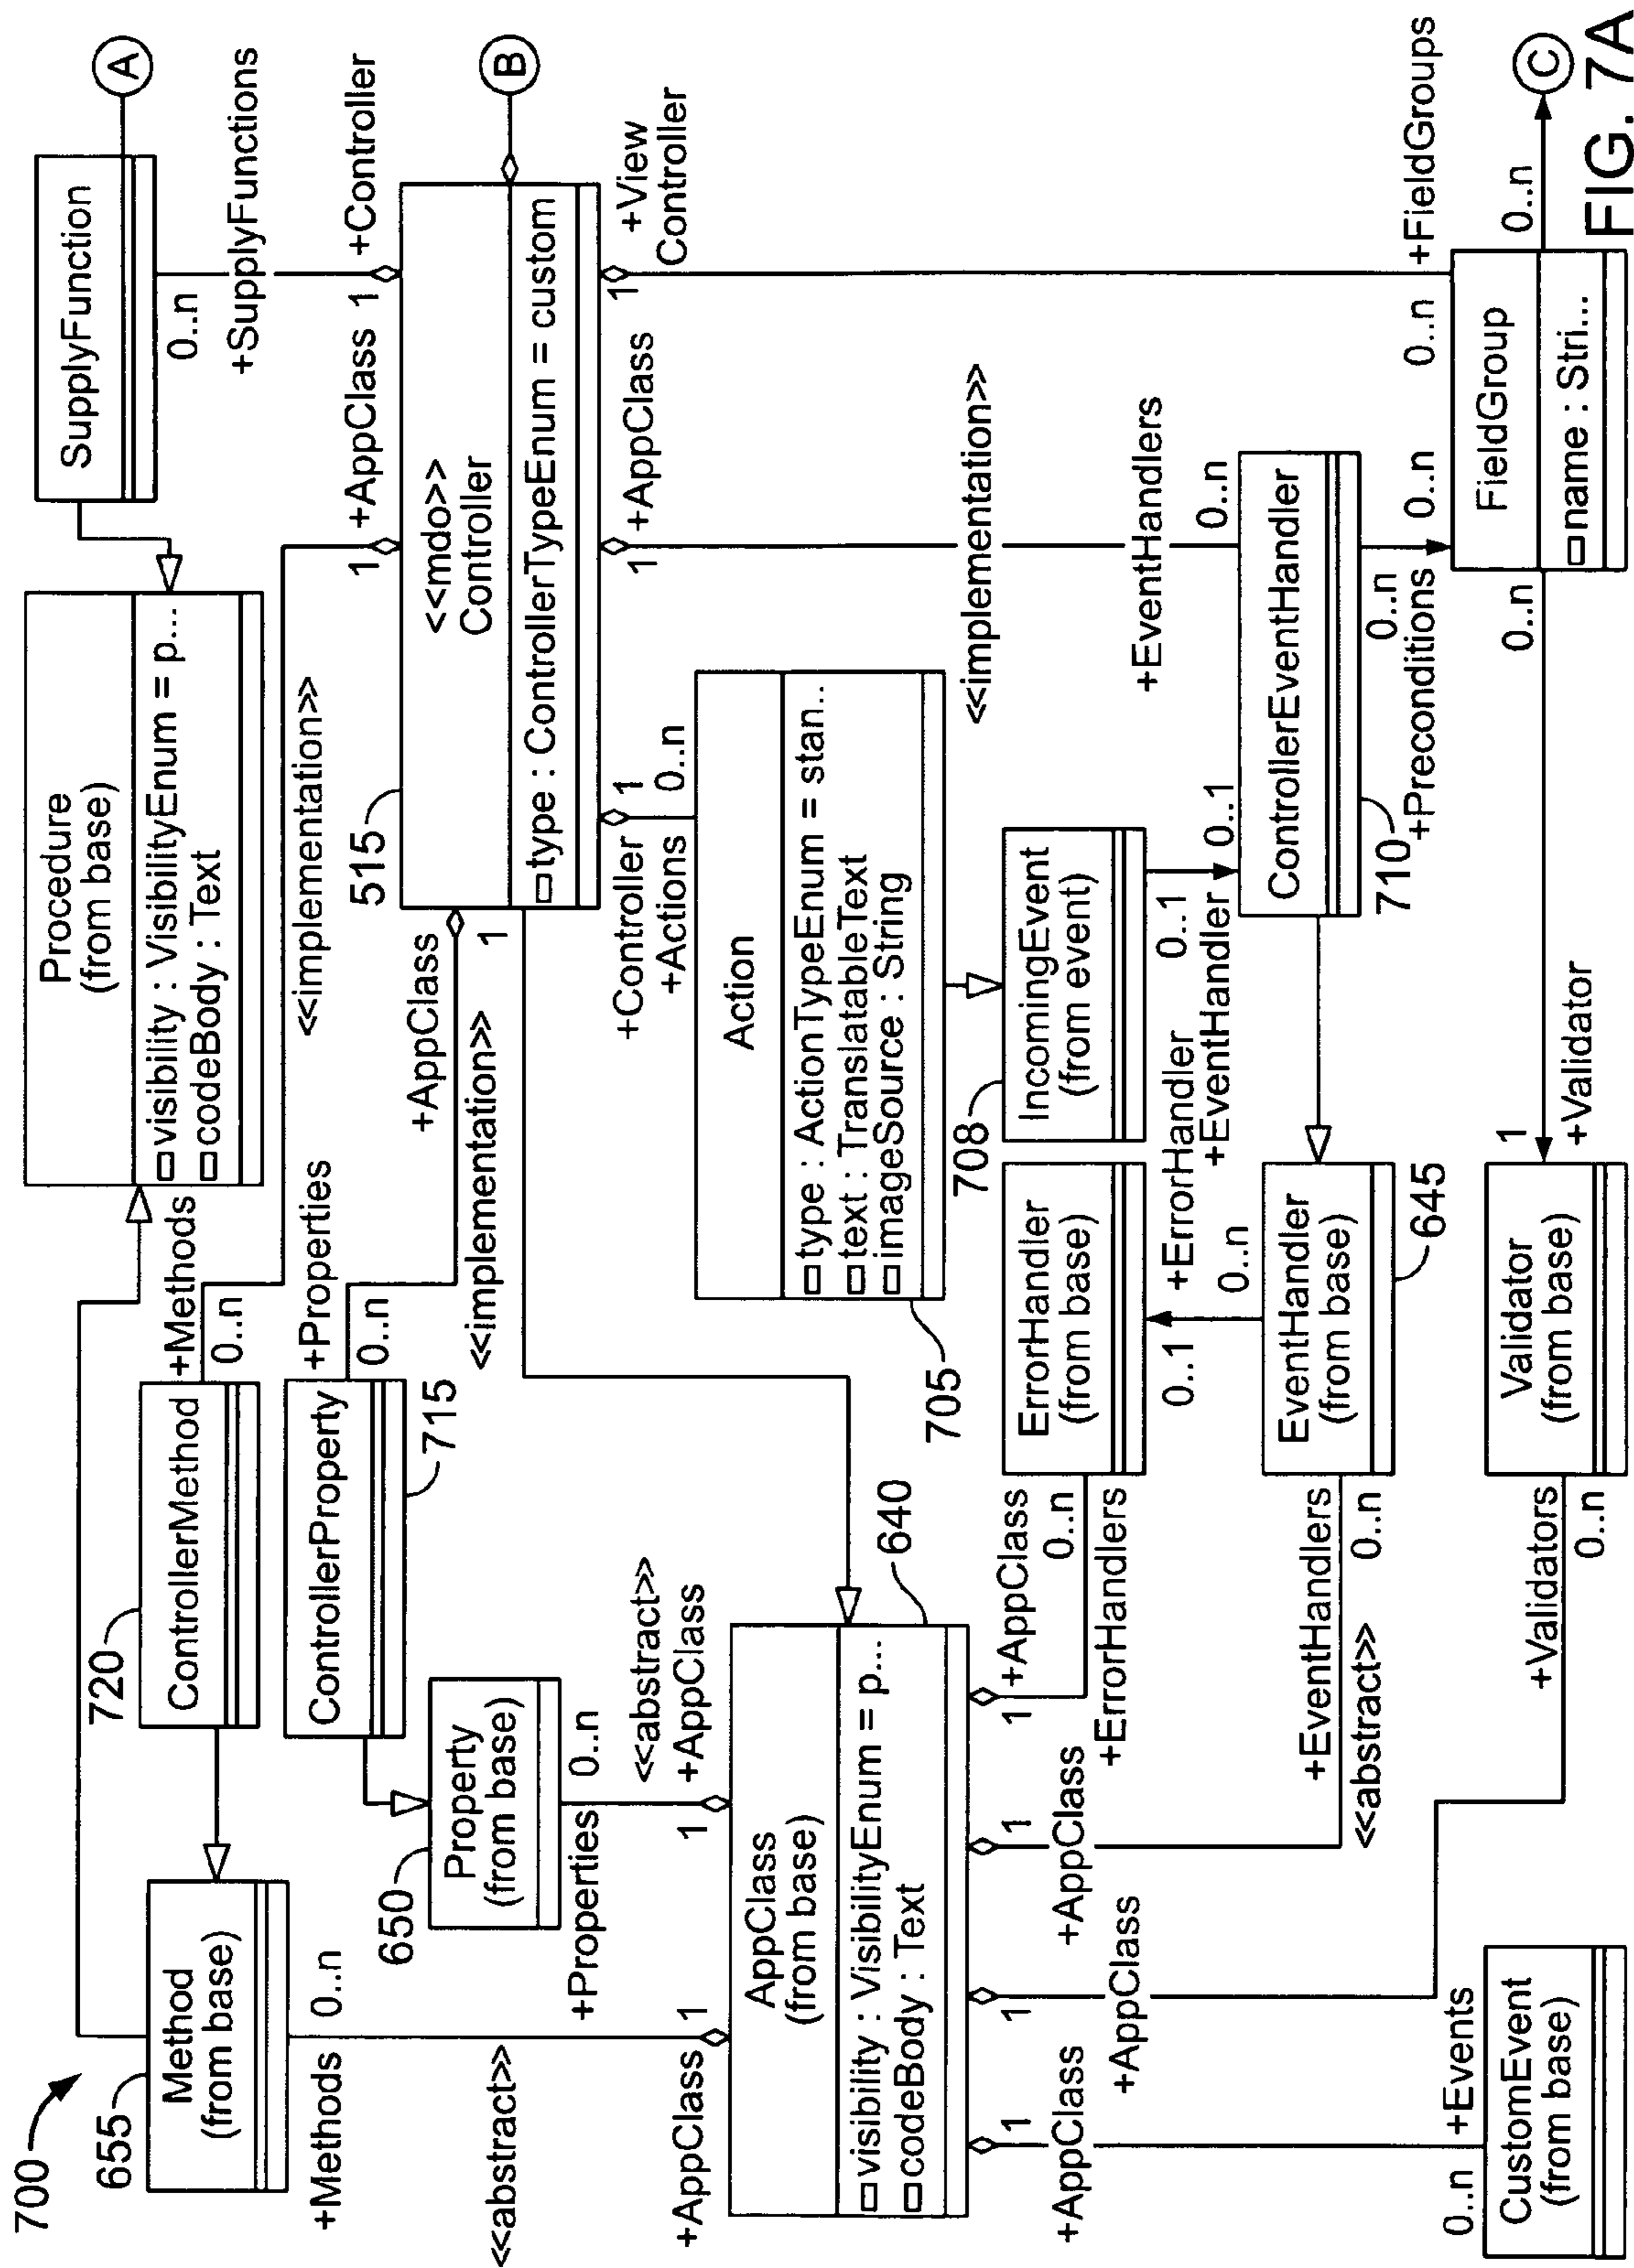 700
655
Method
(from base)
+Methods
0..n
<<abstract>>
+AppClass
1
720
ControllerMethod
+Methods
0..n
<<implementation>>
1
+AppClass
Procedure
(from base)
visibility : VisibilityEnum = p...
codeBody : Text
SupplyFunction
A
0..n
+SupplyFunctions
1
+Controller
ControllerProperty
715
+Properties
0..n
<<implementation>>
+AppClass
1
650
Property
(from base)
+Properties
0..n
<<abstract>>
1
+AppClass
515
<<mdo>>
Controller
type : ControllerTypeEnum = custom
B
+Controller
1
+Actions
0..n
1
+AppClass
<<implementation>>
+EventHandlers
0..n
1
+View
Controller
0..n
+FieldGroups
AppClass
(from base)
visibility : VisibilityEnum = p...
codeBody : Text
640
705
Action
type : ActionTypeEnum = stan..
text : TranslatableText
imageSource : String
708
IncomingEvent
(from event)
0..1
0..1
+EventHandler
1
+AppClass
0..n
+ErrorHandlers
ErrorHandler
(from base)
+ErrorHandler
0..1
0..n
1
+AppClass
+EventHandlers
0..n
<<abstract>>
EventHandler
(from base)
645
ControllerEventHandler
710
0..n
+Preconditions
0..n
1
+AppClass
+Validators
0..n
Validator
(from base)
1
+Validator
0..n
FieldGroup
name : Stri...
0..n
C
1
+AppClass
0..n
+Events
CustomEvent
(from base)
FIG. 7A